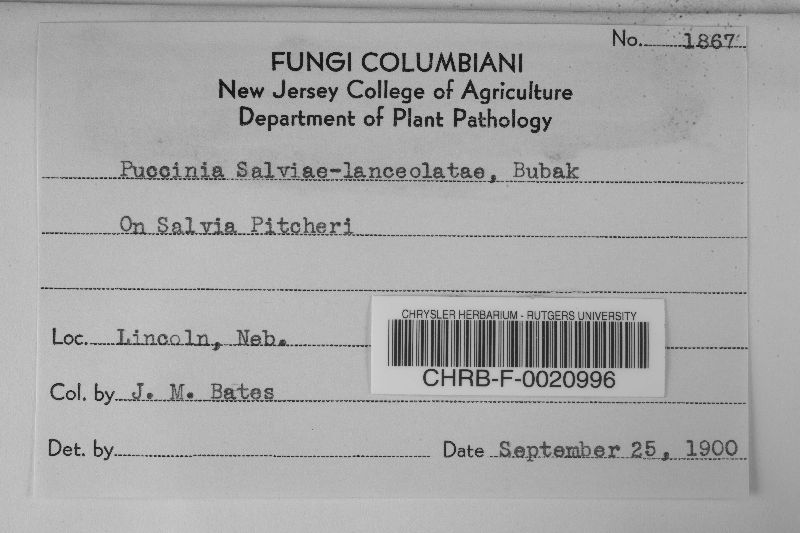 No. 1867
FUNGI COLUMBIANI
New Jersey College of Agriculture
Department of Plant Pathology
Puccinia Salviae-lanceolatae, Bubak
On Salvia Pitcheri
Loc. Lincoln, Neb.
CHRYSLER HERBARIUM - RUTGERS UNIVERSITY
CHRB-F-0020996
Col. by J. M. Bates
Det. by
Date September 25, 1900